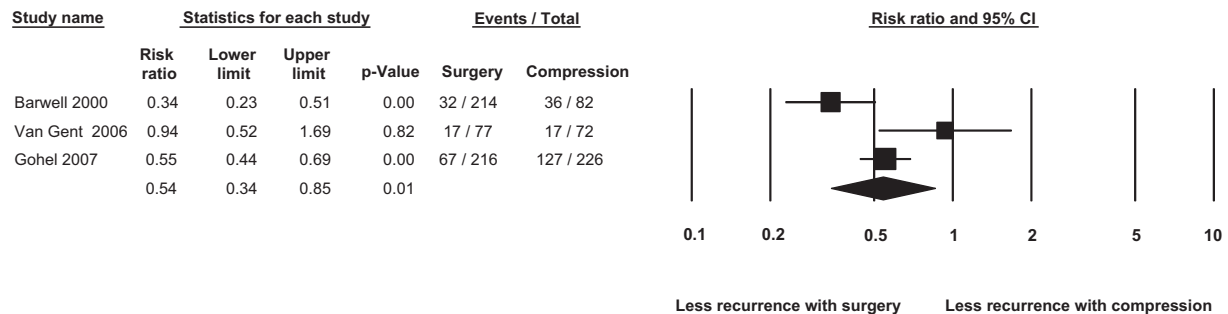 Study name Statistics for each study Events / Total Risk ratio and 95% CI
Risk ratio Lower limit Upper limit p-Value Surgery Compression
Barwell 2000 0.34 0.23 0.51 0.00 32 / 214 36 / 82
Van Gent 2006 0.94 0.52 1.69 0.82 17 / 77 17 / 72
Gohel 2007 0.55 0.44 0.69 0.00 67 / 216 127 / 226
0.54 0.34 0.85 0.01
0.1 0.2 0.5 1 2 5 10
Less recurrence with surgery Less recurrence with compression